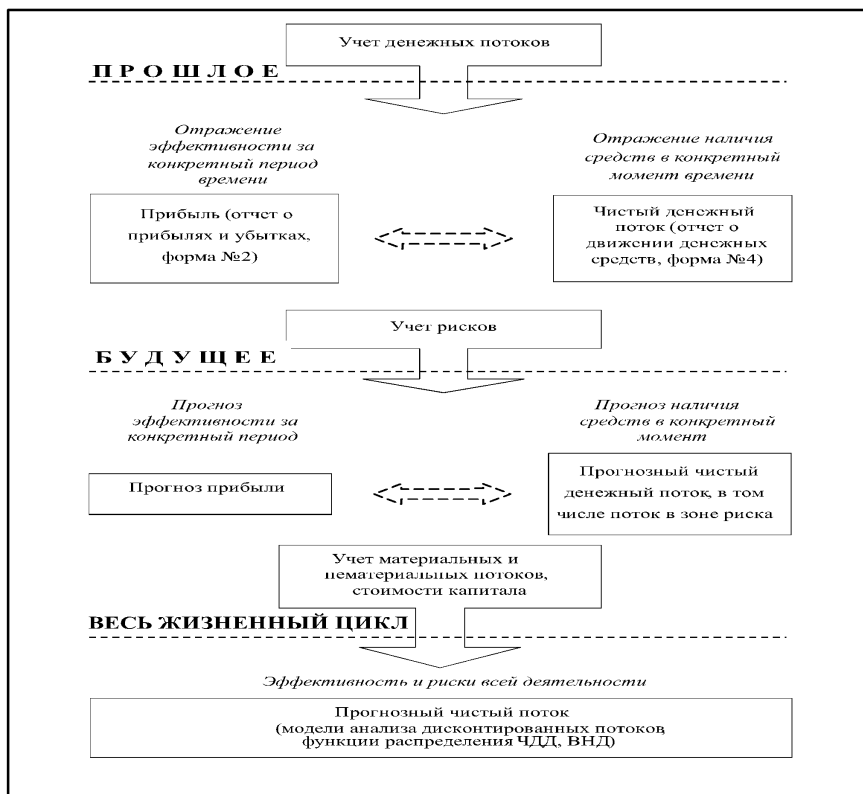 Учет денежных потоков
П Р О Ш Л О Е
Отражение
эффективности за
конкретный период
времени
Отражение наличия
средств в конкретный
момент времени
Прибыль (отчет о
прибылях и убытках,
форма №2)
Чистый денежный
поток (отчет о
движении денежных
средств, форма №4)
Учет рисков
Б У Д У Щ Е Е
Прогноз
эффективности за
конкретный период
Прогноз наличия
средств в конкретный
момент
Прогноз прибыли
Прогнозный чистый
денежный поток, в том
числе поток в зоне риска
Учет материальных и
нематериальных потоков,
стоимости капитала
ВЕСЬ ЖИЗНЕННЫЙ ЦИКЛ
Эффективность и риски всей деятельности
Прогнозный чистый поток
(модели анализа дисконтированных потоков,
функции распределения ЧДД, ВНД)